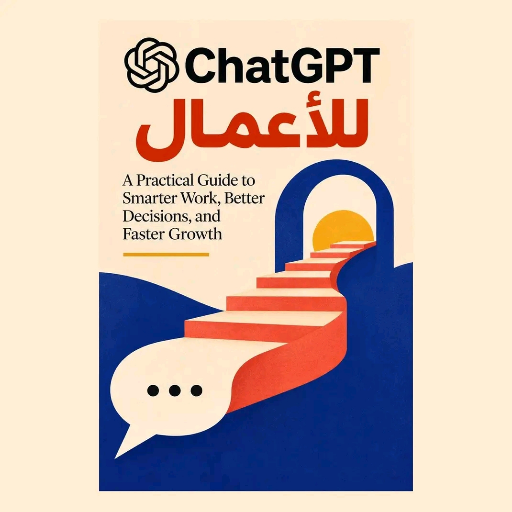 ChatGPT
للأعمال
A Practical Guide to
Smarter Work, Better
Decisions, and
Faster Growth